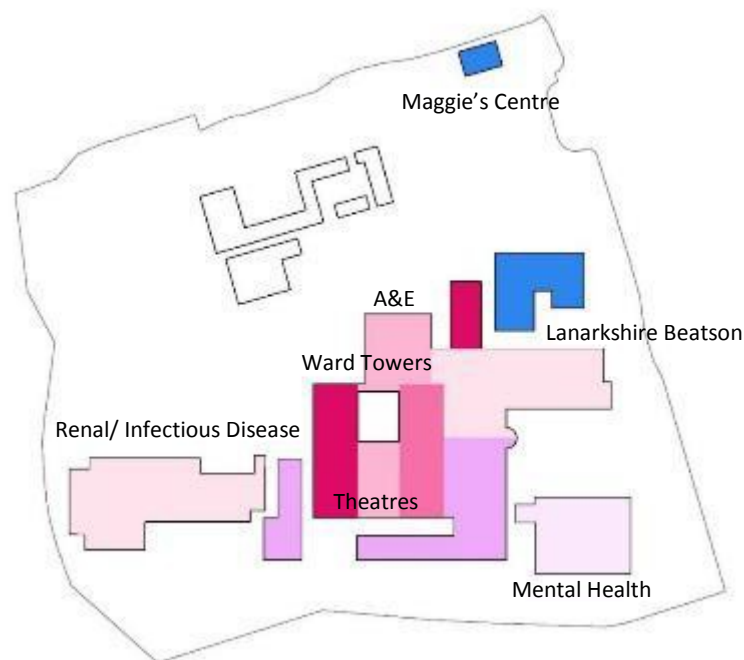 Maggie’s Centre
A&E
Lanarkshire Beatson
Ward Towers
Renal/ Infectious Disease
Theatres
Mental Health